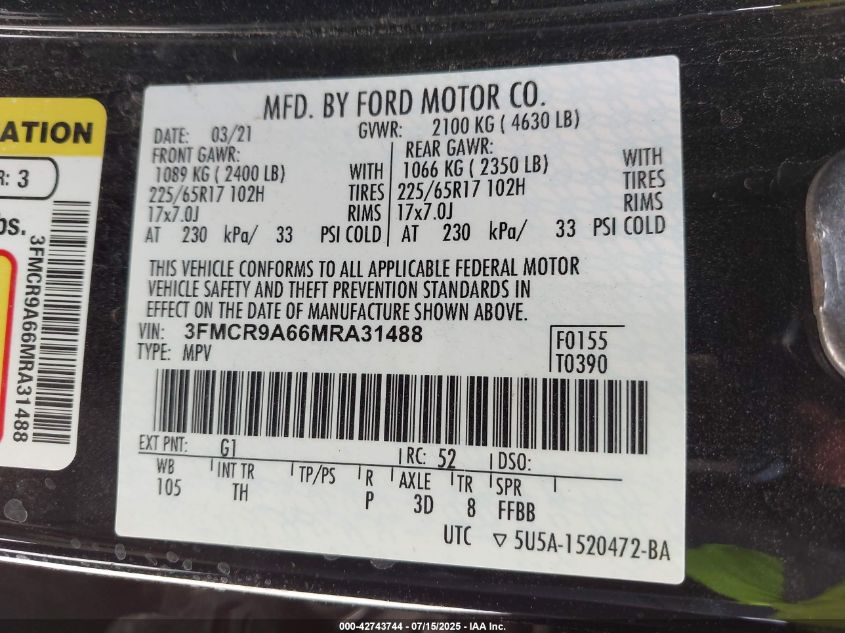 ATION
R: 3
bs.
3FMCR9A66MRA31488
MFD. BY FORD MOTOR CO.
DATE: 03/21 GVWR: 2100 KG ( 4630 LB)
FRONT GAWR: REAR GAWR:
1089 KG ( 2400 LB) WITH 1066 KG ( 2350 LB) WITH
225/65R17 102H TIRES 225/65R17 102H TIRES
17x7.0J RIMS 17x7.0J RIMS
AT 230 kPa/ 33 PSI COLD AT 230 kPa/ 33 PSI COLD
THIS VEHICLE CONFORMS TO ALL APPLICABLE FEDERAL MOTOR
VEHICLE SAFETY AND THEFT PREVENTION STANDARDS IN
EFFECT ON THE DATE OF MANUFACTURE SHOWN ABOVE.
VIN: 3FMCR9A66MRA31488
TYPE: MPV
F0155
T0390
EXT PNT: G1 RC: 52 DSO:
WB INT TR TP/PS R AXLE TR SPR
105 TH P 3D 8 FFBB
UTC ▽ 5U5A-1520472-BA
000-42743744 - 07/15/2025 - IAA Inc.